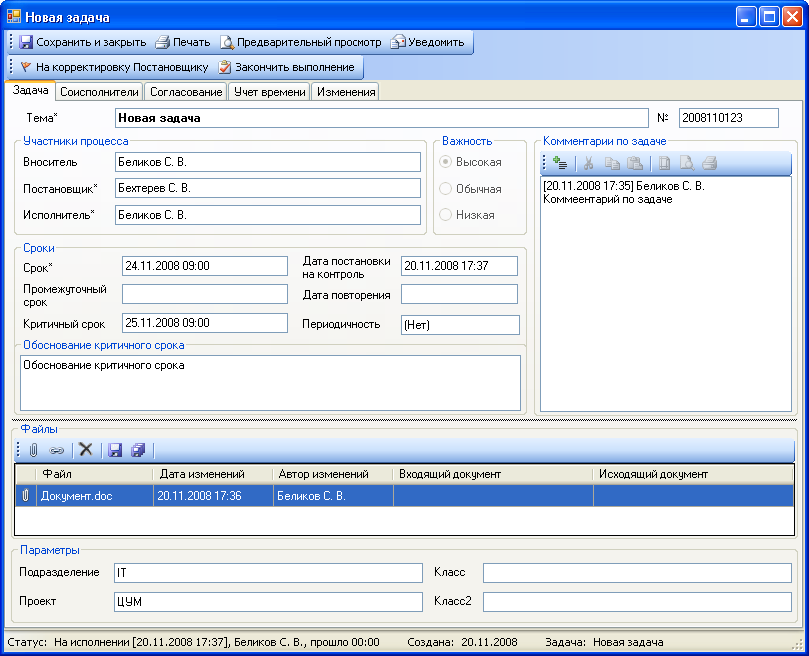 Новая задача
Сохранить и закрыть Печать Предварительный просмотр Уведомить
На корректировку Постановщику Закончить выполнение
Задача Соисполнители Согласование Учет времени Изменения
Тема* Новая задача № 2008110123
Участники процесса Важность Комментарии по задаче
Вноситель Беликов С. В. Высокая
Постановщик* Бехтерев С. В. Обычная
Исполнитель* Беликов С. В. Низкая
[20.11.2008 17:35] Беликов С. В.
Коммеентарий по задаче
Сроки
Срок* 24.11.2008 09:00 Дата постановки
на контроль 20.11.2008 17:37
Промежуточный
срок Дата повторения
Критичный срок 25.11.2008 09:00 Периодичность (Нет)
Обоснование критичного срока
Обоснование критичного срока
Файлы
Файл Дата изменений Автор изменений Входящий документ Исходящий документ
Документ.doc 20.11.2008 17:36 Беликов С. В.
Параметры
Подразделение IT Класс
Проект ЦУМ Класс2
Статус: На исполнении [20.11.2008 17:37], Беликов С. В., прошло 00:00 Создана: 20.11.2008 Задача: Новая задача